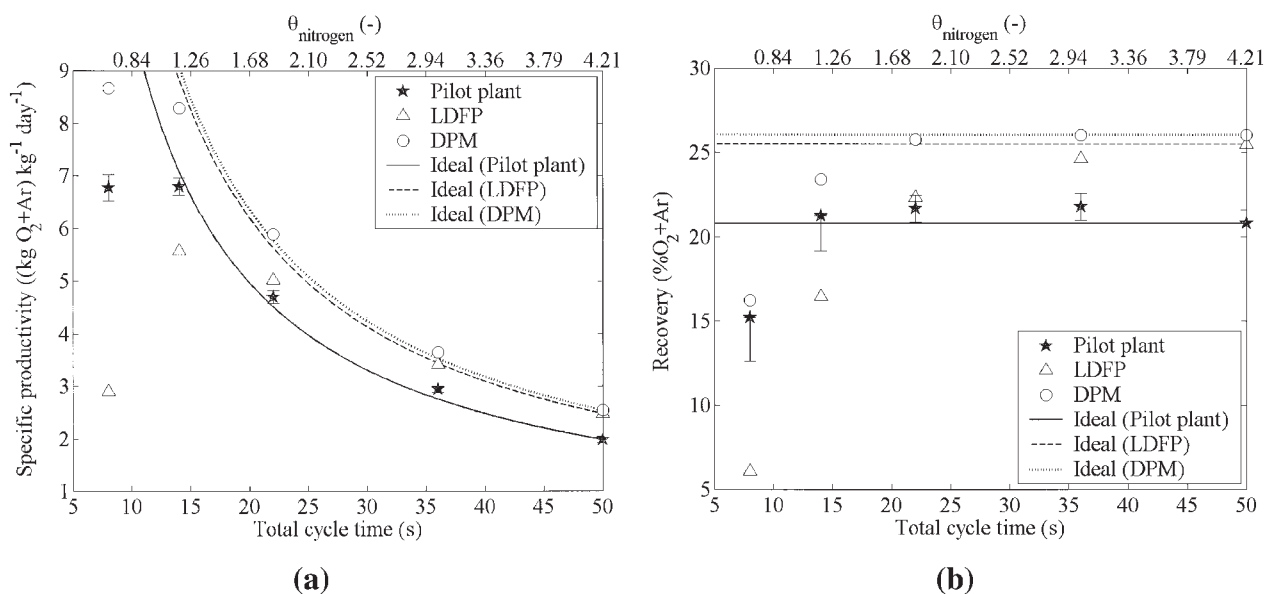 θnitrogen (-)
0.84 1.26 1.68 2.10 2.52 2.94 3.36 3.79 4.21
9
8
7
6
5
4
3
2
1
Specific productivity ((kg O2+Ar) kg-1 day-1)
Pilot plant
LDFP
DPM
Ideal (Pilot plant)
Ideal (LDFP)
Ideal (DPM)
5 10 15 20 25 30 35 40 45 50
Total cycle time (s)
(a)
θnitrogen (-)
0.84 1.26 1.68 2.10 2.52 2.94 3.36 3.79 4.21
30
25
20
15
10
5
Recovery (%O2+Ar)
Pilot plant
LDFP
DPM
Ideal (Pilot plant)
Ideal (LDFP)
Ideal (DPM)
5 10 15 20 25 30 35 40 45 50
Total cycle time (s)
(b)